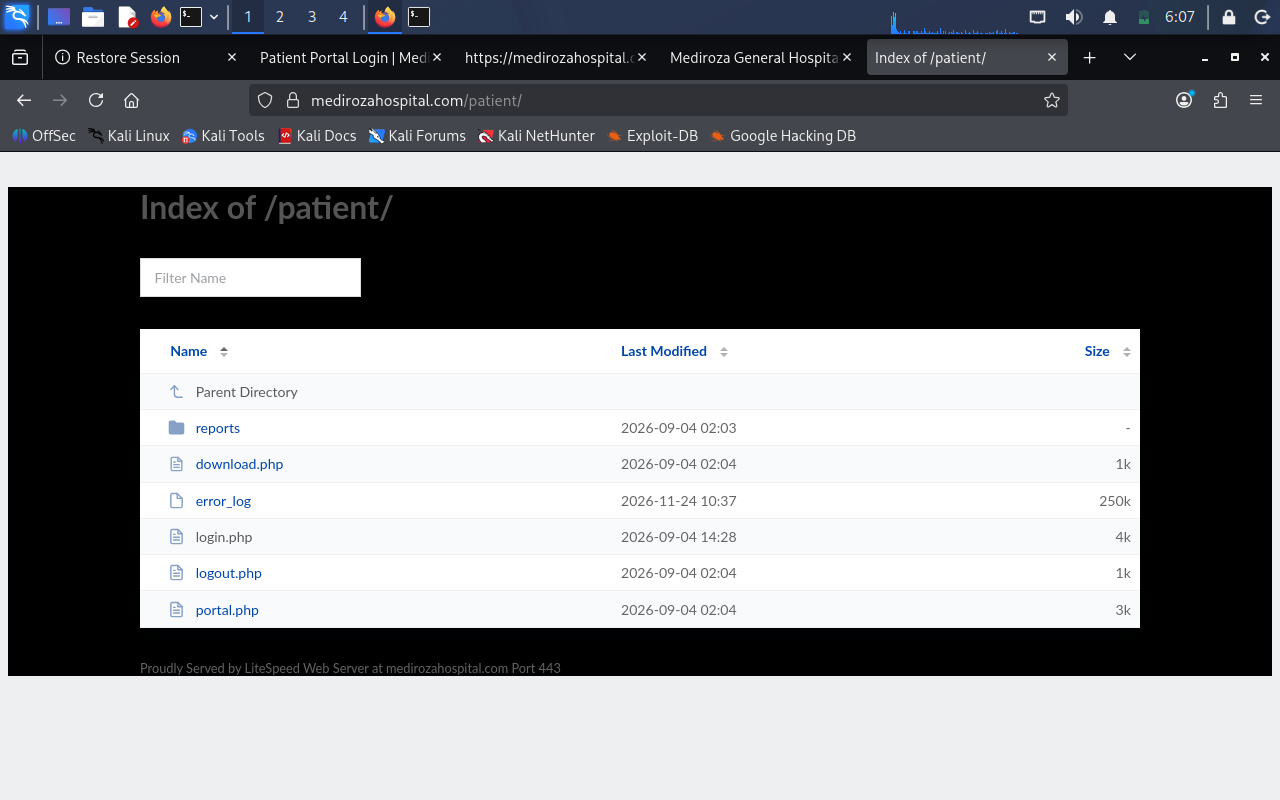 1 2 3 4 6:07
Restore Session Patient Portal Login | Med https://medirozahospital. Mediroza General Hospita Index of /patient/
medirozahospital.com/patient/
OffSec Kali Linux Kali Tools Kali Docs Kali Forums Kali NetHunter Exploit-DB Google Hacking DB
Index of /patient/
Filter Name
Name Last Modified Size
Parent Directory
reports 2026-09-04 02:03 -
download.php 2026-09-04 02:04 1k
error_log 2026-11-24 10:37 250k
login.php 2026-09-04 14:28 4k
logout.php 2026-09-04 02:04 1k
portal.php 2026-09-04 02:04 3k
Proudly Served by LiteSpeed Web Server at medirozahospital.com Port 443